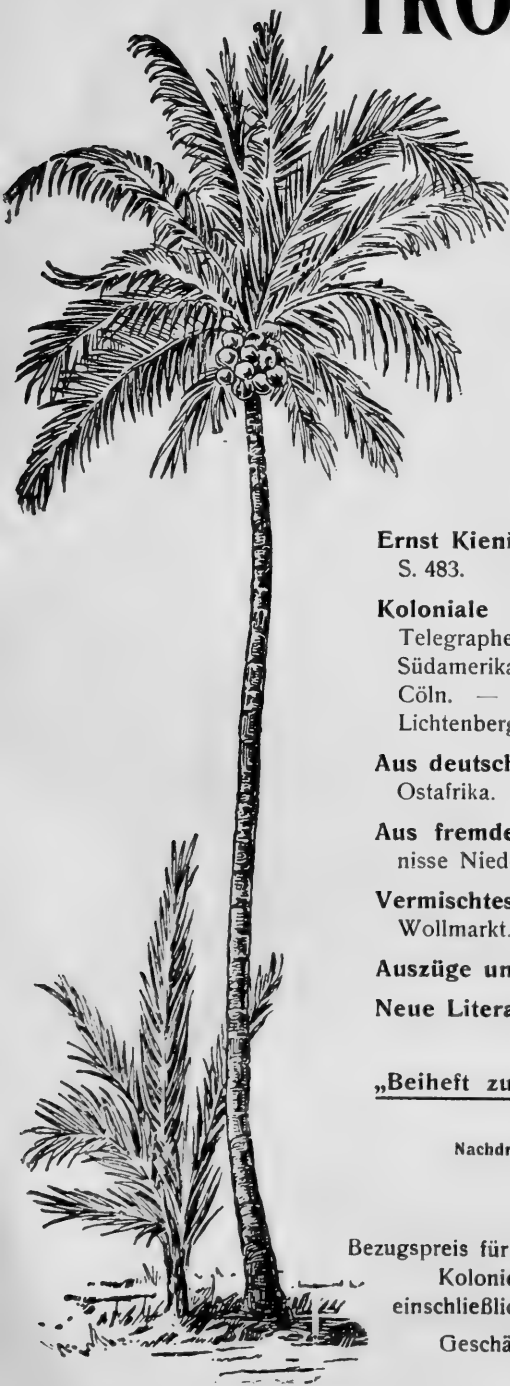 TRO
Ernst Kieni
S. 483.
Koloniale
Telegraphe
Südamerika
Cöln. —
Lichtenberg
Aus deutsch
Ostafrika.
Aus fremde
nisse Nied
Vermischtes
Wollmarkt.
Auszüge un
Neue Litera
„Beiheft zu
Nachdr
Bezugspreis für
Kolonie
einschließlic
Geschä